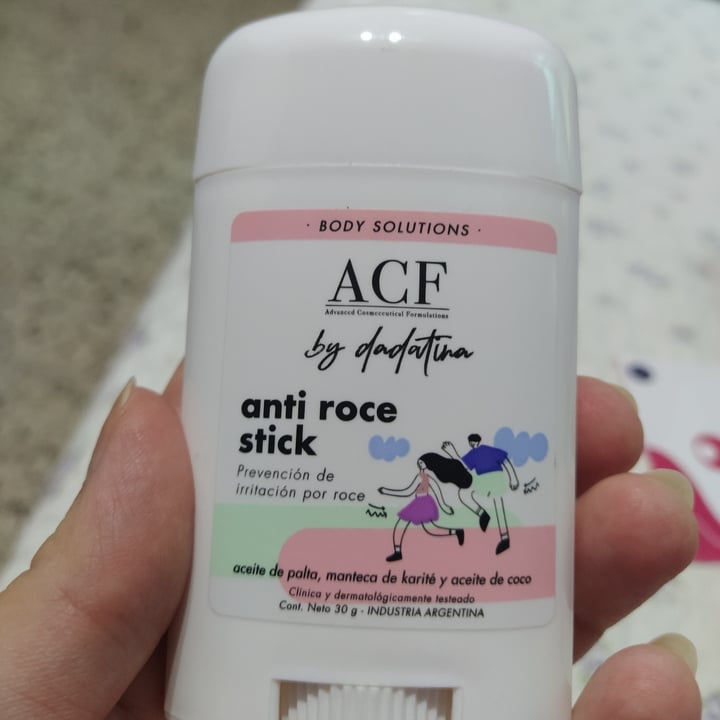 · BODY SOLUTIONS ·
ACF
Advanced Cosmeceutical Formulations
by dadatina
anti roce
stick
Prevención de
irritación por roce
aceite de palta, manteca de karité y aceite de coco
Clínica y dermatológicamente testeado
Cont. Neto 30 g - INDUSTRIA ARGENTINA